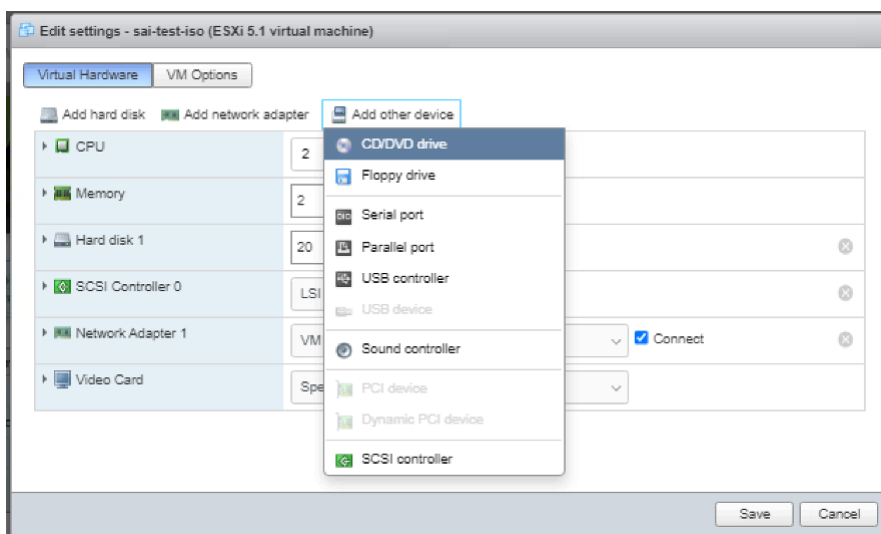 Edit settings - sai-test-iso (ESXi 5.1 virtual machine)
Virtual Hardware VM Options
Add hard disk Add network adapter Add other device
CPU 2
CD/DVD drive
Floppy drive
Memory 2
Serial port
Parallel port
Hard disk 1 20
USB controller
SCSI Controller 0 LSI
USB device
Network Adapter 1 VM Connect
Sound controller
Video Card Spe
PCI device
Dynamic PCI device
SCSI controller
Save Cancel